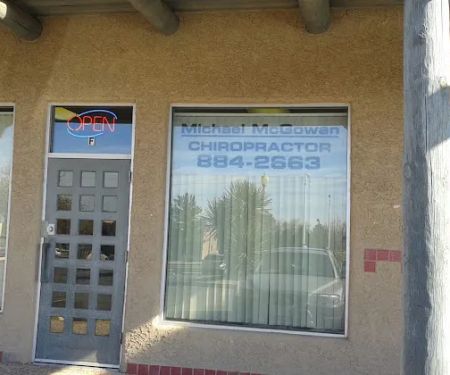 OPEN
F
Michael McGowan
CHIROPRACTOR
884-2663